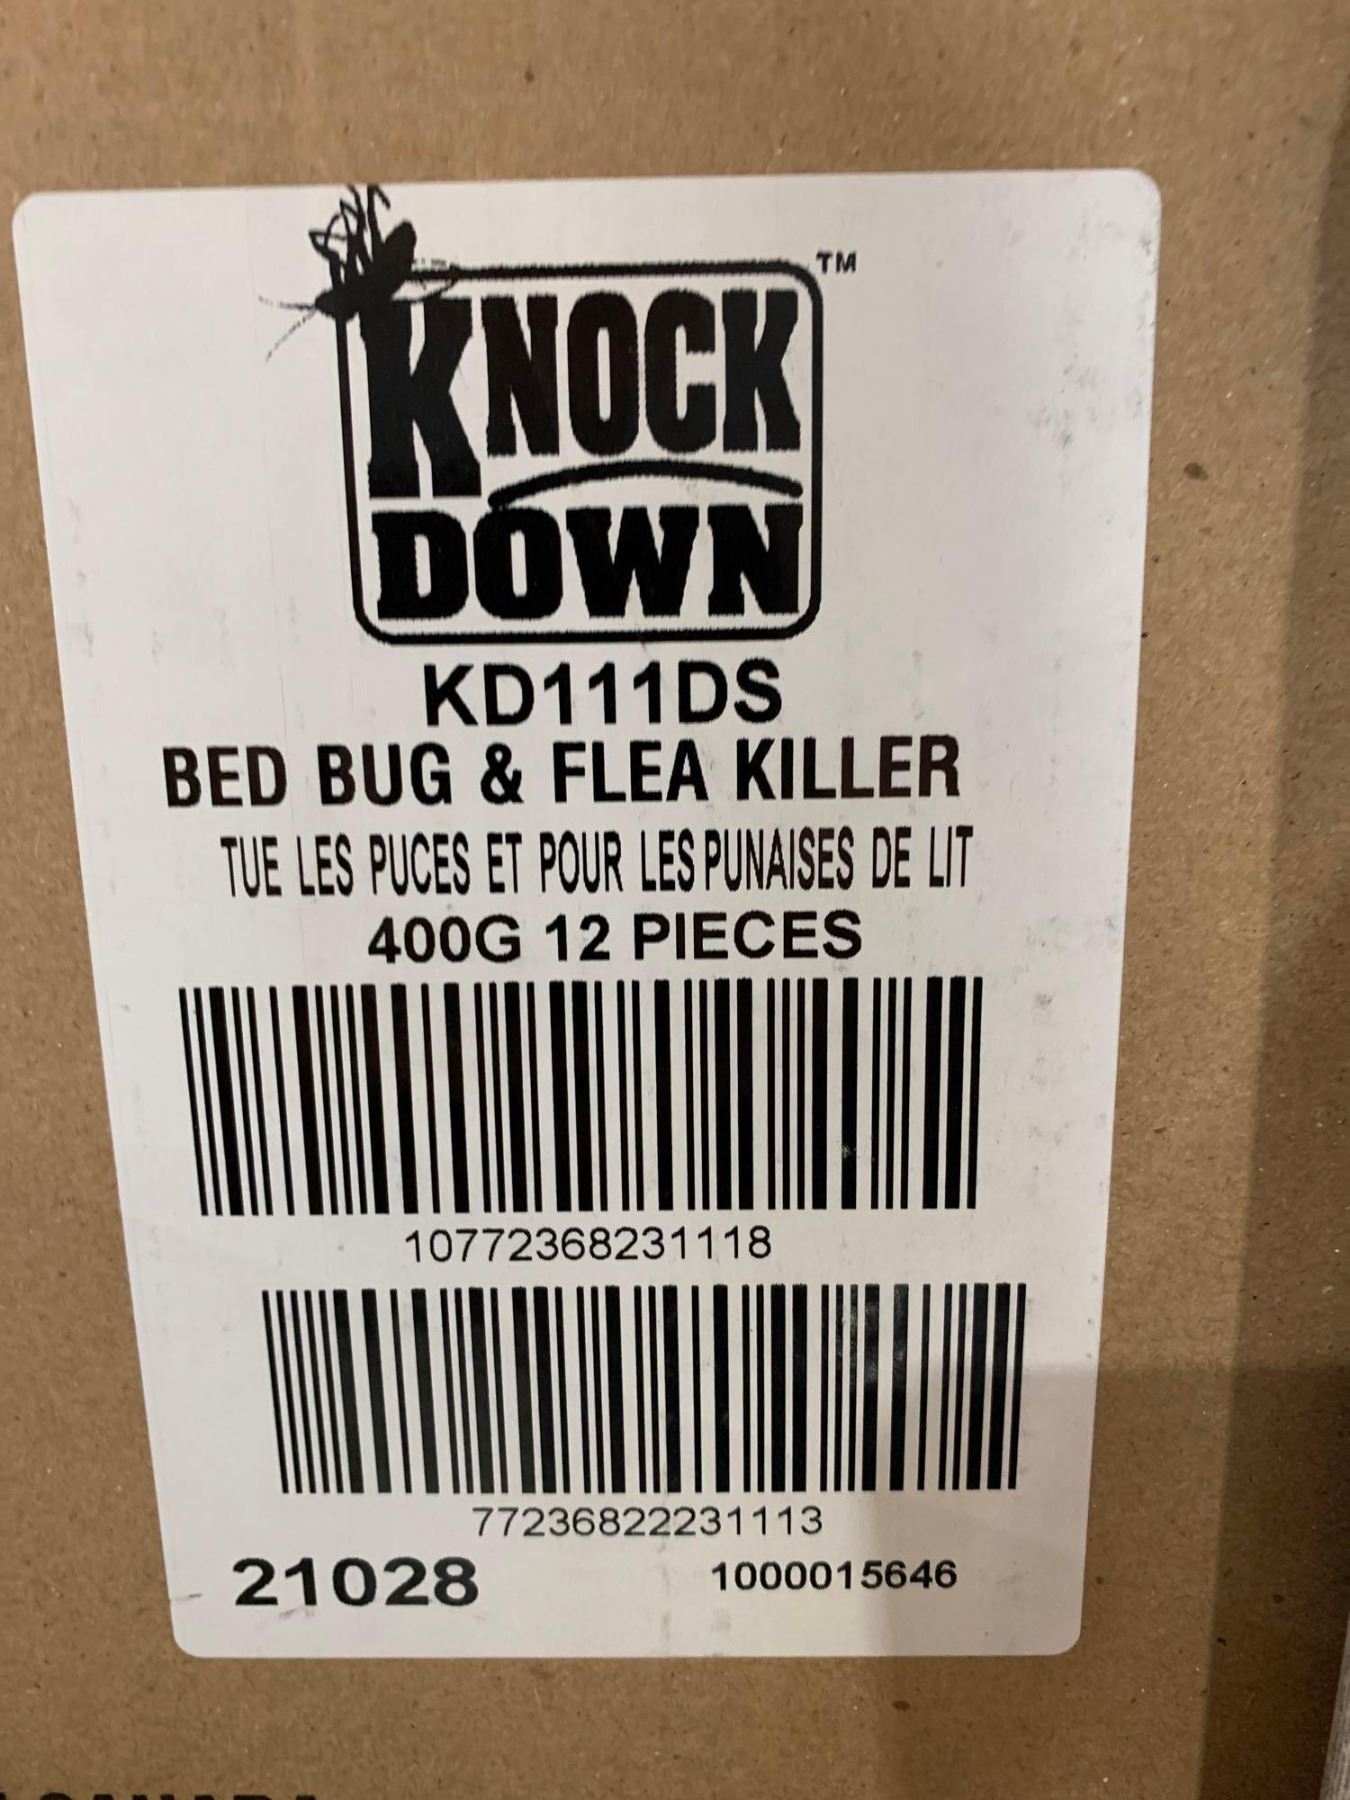 KNOCK
DOWN
TM
KD111DS
BED BUG & FLEA KILLER
TUE LES PUCES ET POUR LES PUNAISES DE LIT
400G 12 PIECES
10772368231118
77236822231113
21028
1000015646